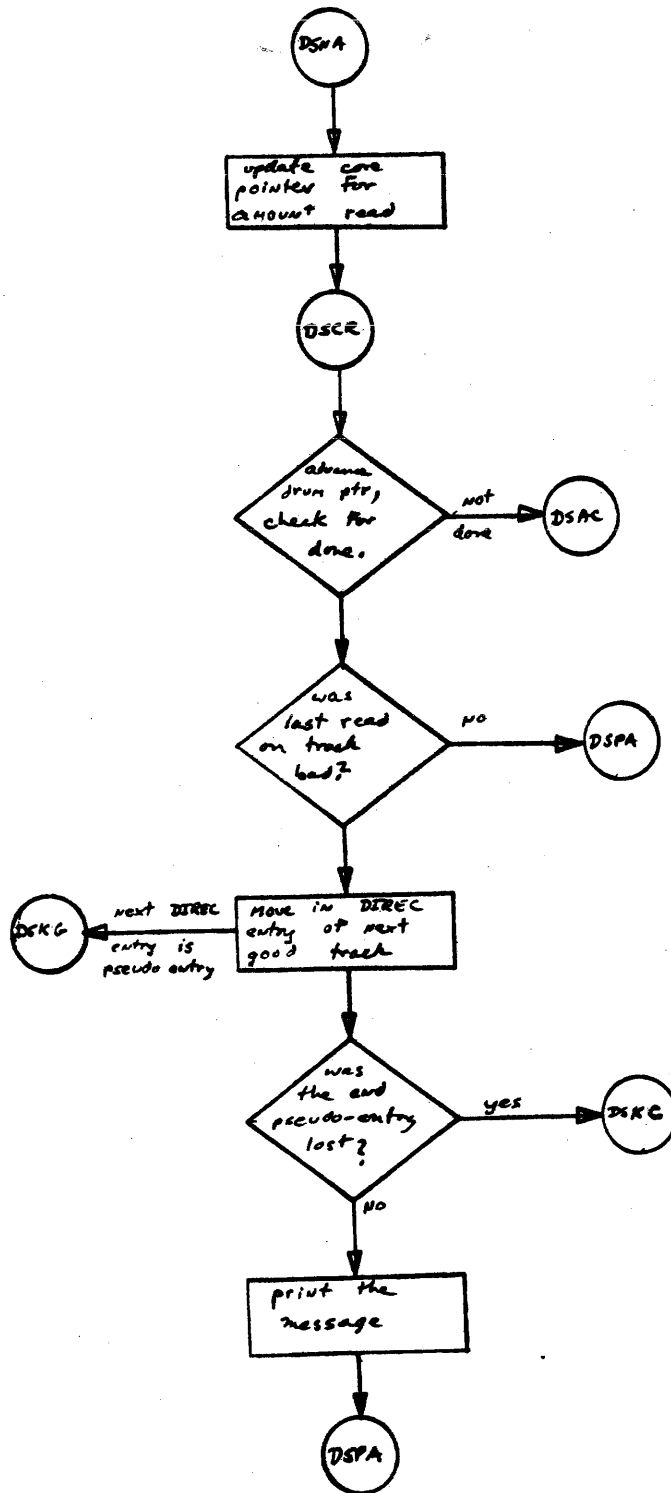 DSNA
update core
pointer for
amount read
DSCR
advance
drum ptr,
check for
done.
not
done
DSAC
was
last read
on track
bad?
NO
DSPA
move in DIREC
entry of next
good track
next DIREC
entry is
pseudo entry
DSKG
was
the end
pseudo-entry
lost?
yes
DSKG
NO
print the
message
DSPA